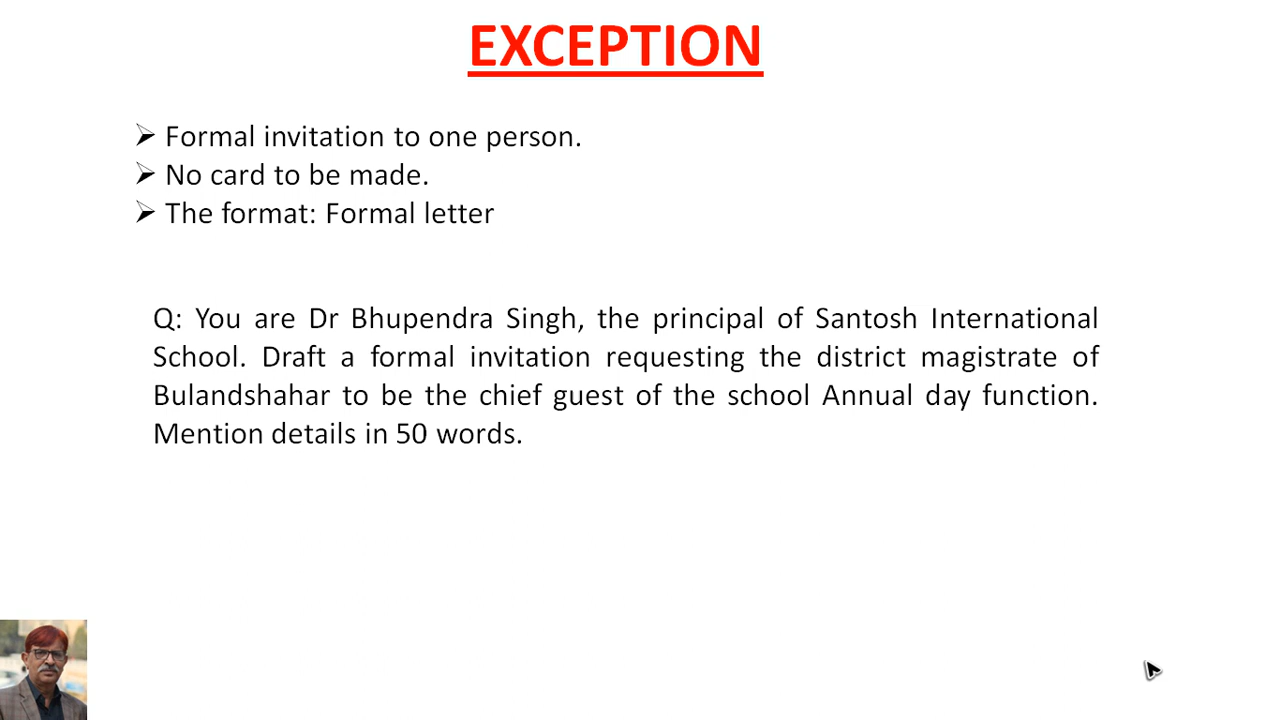 EXCEPTION
Formal invitation to one person.
No card to be made.
The format: Formal letter
Q: You are Dr Bhupendra Singh, the principal of Santosh International
School. Draft a formal invitation requesting the district magistrate of
Bulandshahar to be the chief guest of the school Annual day function.
Mention details in 50 words.